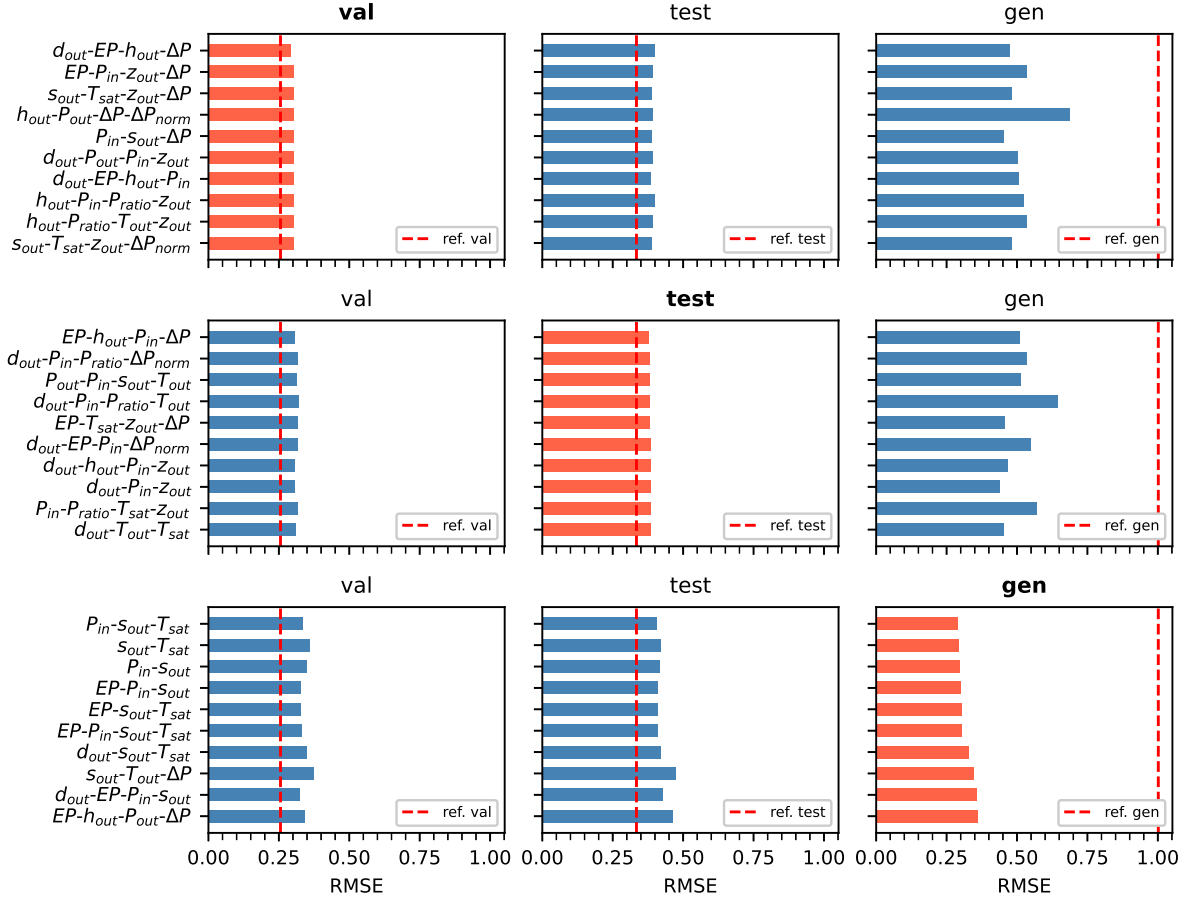 val test gen
d_out-EP-h_out-ΔP
EP-P_in-z_out-ΔP
s_out-T_sat-z_out-ΔP
h_out-P_out-ΔP-ΔP_norm
P_in-s_out-ΔP
d_out-P_out-P_in-z_out
d_out-EP-h_out-P_in
h_out-P_in-P_ratio-z_out
h_out-P_ratio-T_out-z_out
s_out-T_sat-z_out-ΔP_norm
ref. val ref. test ref. gen
val test gen
EP-h_out-P_in-ΔP
d_out-P_in-P_ratio-ΔP_norm
P_out-P_in-s_out-T_out
d_out-P_in-P_ratio-T_out
EP-T_sat-z_out-ΔP
d_out-EP-P_in-ΔP_norm
d_out-h_out-P_in-z_out
d_out-P_in-z_out
P_in-P_ratio-T_sat-z_out
d_out-T_out-T_sat
ref. val ref. test ref. gen
val test gen
P_in-s_out-T_sat
s_out-T_sat
P_in-s_out
EP-P_in-s_out
EP-s_out-T_sat
EP-P_in-s_out-T_sat
d_out-s_out-T_sat
s_out-T_out-ΔP
d_out-EP-P_in-s_out
EP-h_out-P_out-ΔP
ref. val ref. test ref. gen
0.00 0.25 0.50 0.75 1.00 0.00 0.25 0.50 0.75 1.00 0.00 0.25 0.50 0.75 1.00
RMSE RMSE RMSE